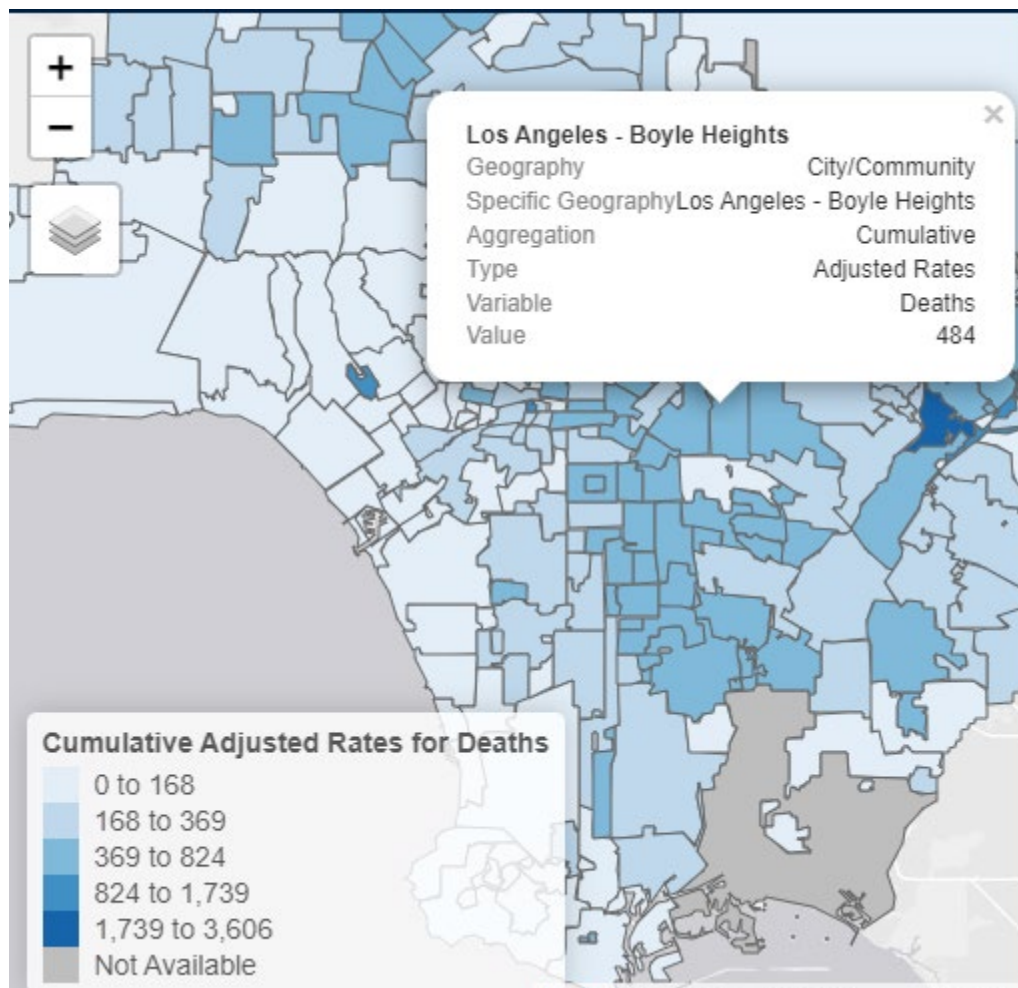 +
−
×
Los Angeles - Boyle Heights
Geography City/Community
Specific Geography Los Angeles - Boyle Heights
Aggregation Cumulative
Type Adjusted Rates
Variable Deaths
Value 484
Cumulative Adjusted Rates for Deaths
0 to 168
168 to 369
369 to 824
824 to 1,739
1,739 to 3,606
Not Available